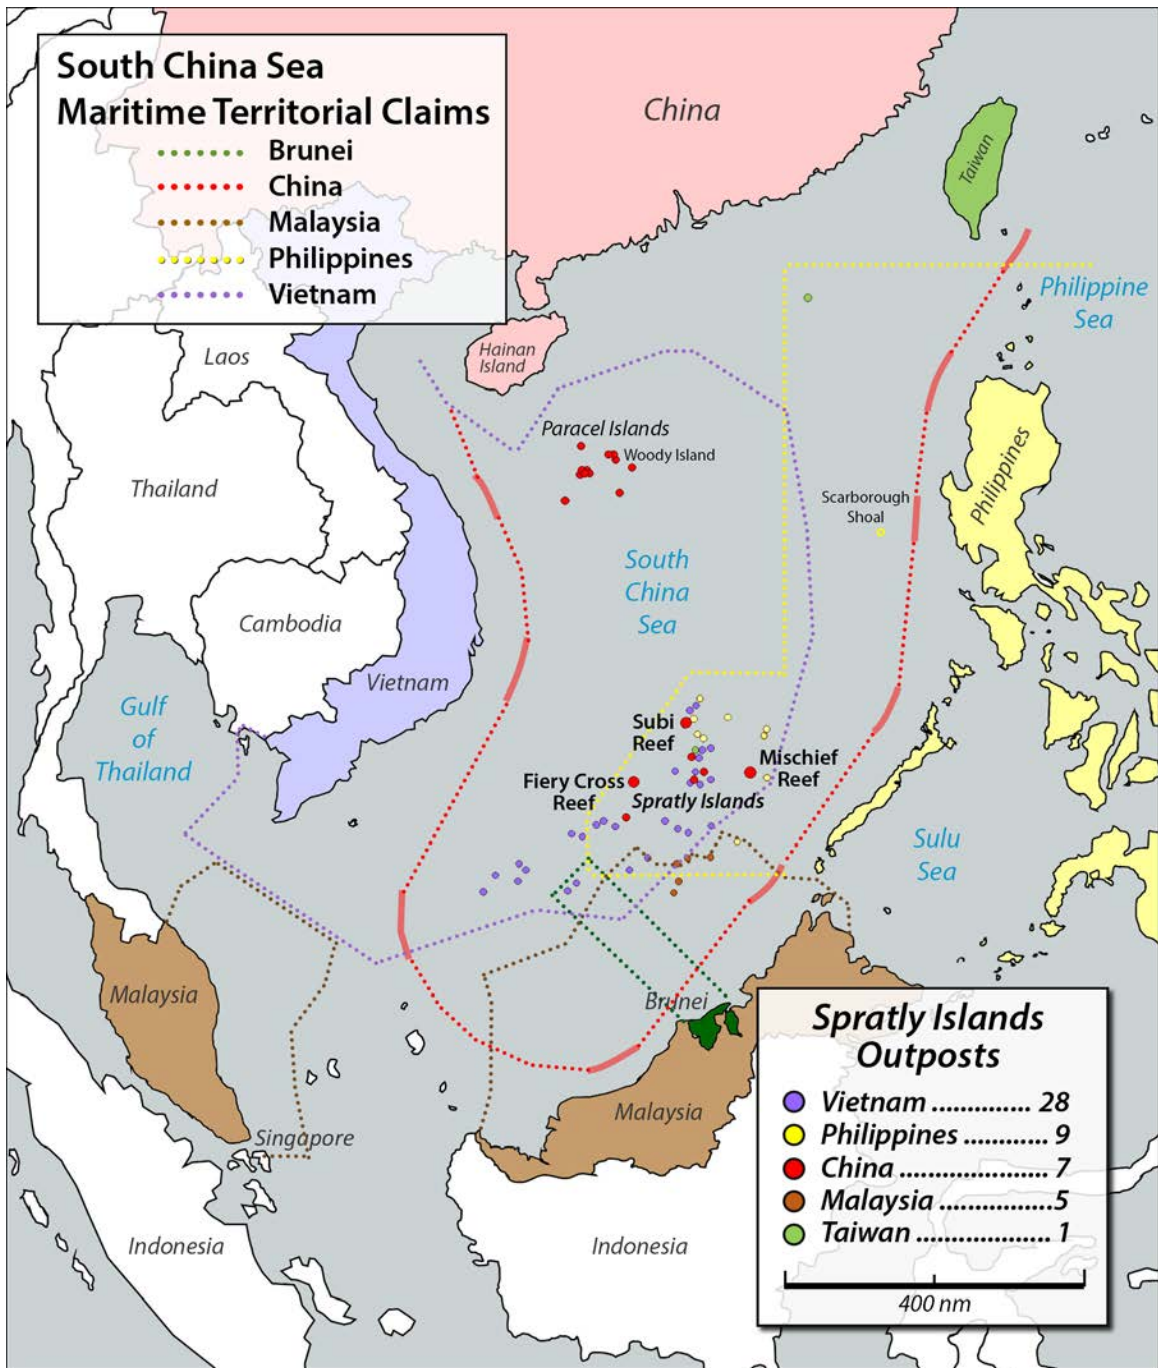 South China Sea
Maritime Territorial Claims
Brunei
China
Malaysia
Philippines
Vietnam
China
Taiwan
Philippine
Sea
Hainan
Island
Laos
Paracel Islands
Woody Island
Thailand
Scarborough
Shoal
Philippines
South
China
Sea
Cambodia
Vietnam
Gulf
of
Thailand
Subi
Reef
Mischief
Reef
Fiery Cross
Reef
Spratly Islands
Sulu
Sea
Malaysia
Brunei
Malaysia
Singapore
Indonesia
Indonesia
Spratly Islands
Outposts
Vietnam .............. 28
Philippines ............ 9
China ..................... 7
Malaysia ................ 5
Taiwan ................... 1
400 nm